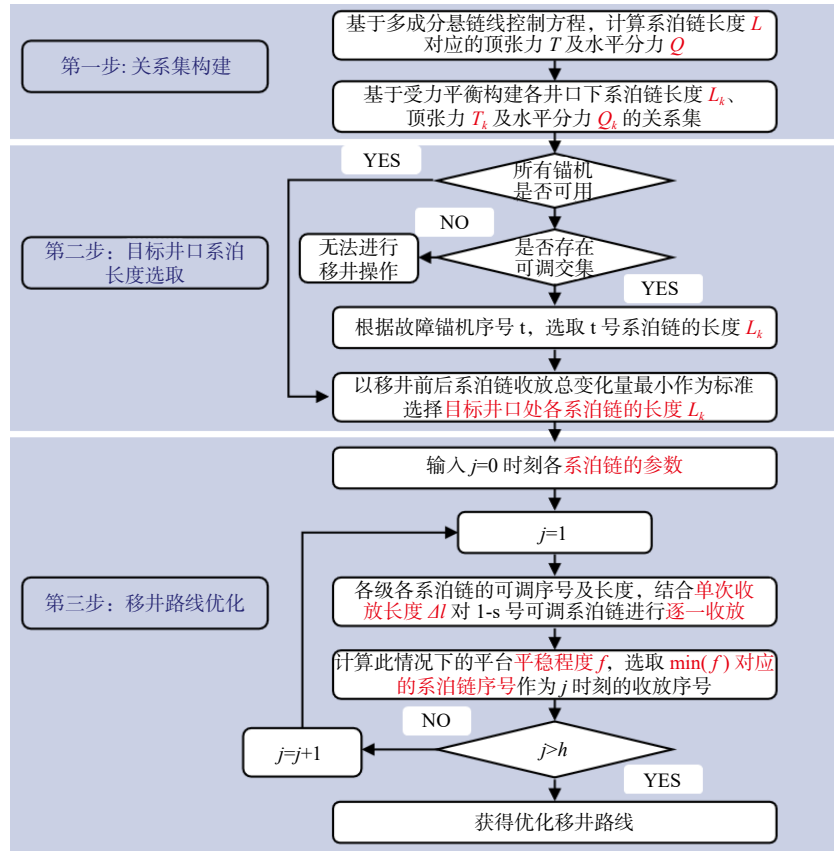 第一步: 关系集构建
基于多成分悬链线控制方程，计算系泊链长度 L
对应的顶张力 T 及水平分力 Q
基于受力平衡构建各井口下系泊链长度 Lk、
顶张力 Tk 及水平分力 Qk 的关系集
第二步：目标井口系泊
长度选取
YES
所有锚机
是否可用
NO
无法进行
移井操作
是否存在
可调交集
YES
根据故障锚机序号 t，选取 t 号系泊链的长度 Lk
以移井前后系泊链收放总变化量最小作为标准
选择目标井口处各系泊链的长度 Lk
第三步：移井路线优化
输入 j=0 时刻各系泊链的参数
j=1
各级各系泊链的可调序号及长度，结合单次收
放长度 Δl 对 1-s 号可调系泊链进行逐一收放
计算此情况下的平台平稳程度 f，选取 min(f) 对应
的系泊链序号作为 j 时刻的收放序号
NO
j=j+1
j>h
YES
获得优化移井路线